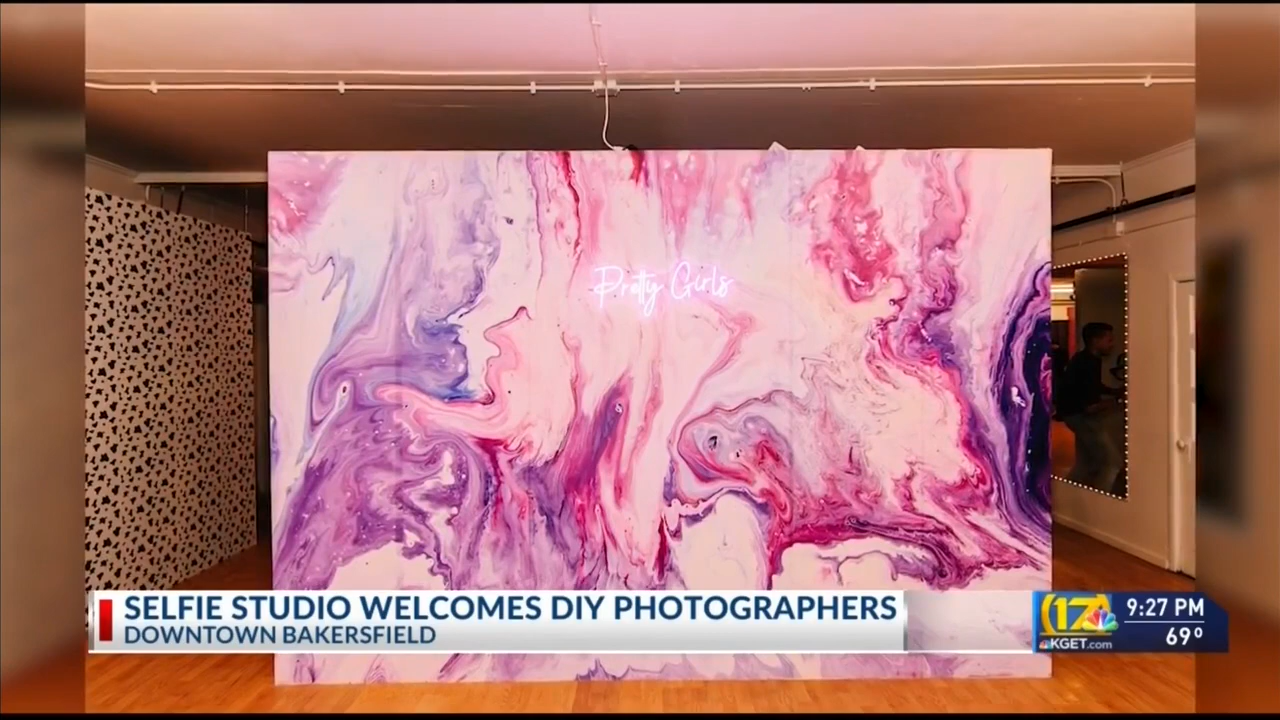 Pretty Girls
SELFIE STUDIO WELCOMES DIY PHOTOGRAPHERS
DOWNTOWN BAKERSFIELD
17
KGET.com
9:27 PM
69°